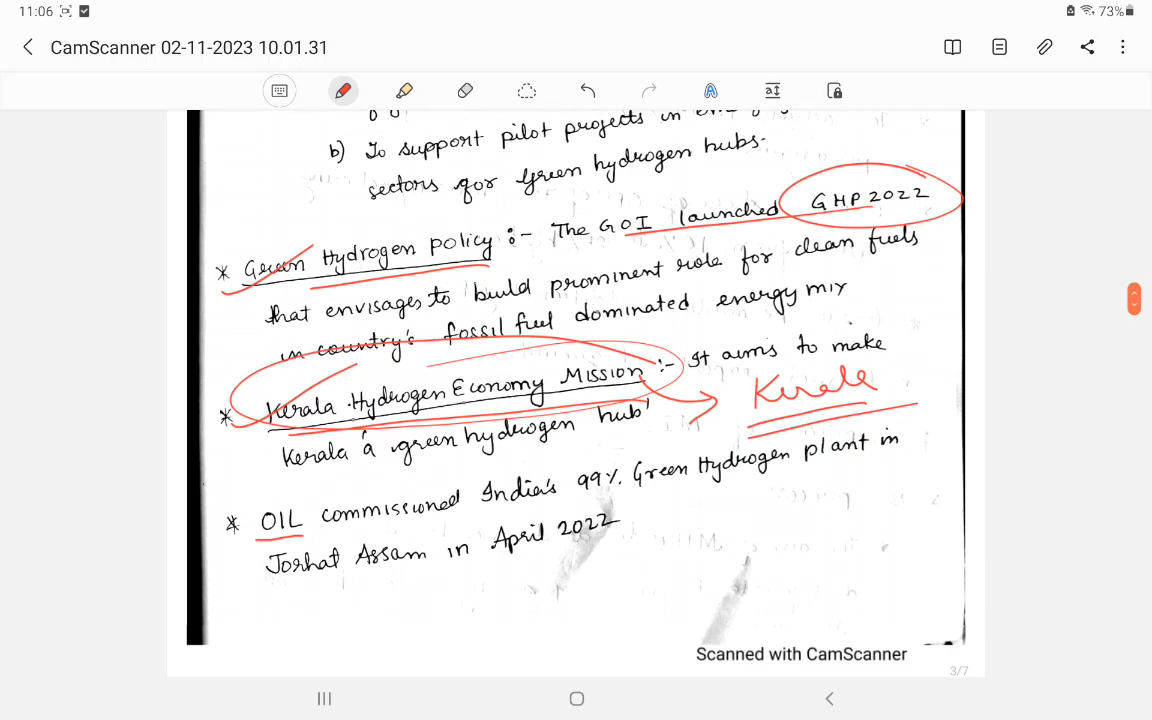 11:06
73%
CamScanner 02-11-2023 10.01.31
b) To support pilot projects in
sectors for Green hydrogen hubs.
* Green Hydrogen policy :- The GOI launched GHP 2022
that envisages to build prominent role for clean fuels
in country's fossil fuel dominated energy mix
* Kerala Hydrogen Economy Mission :- It aims to make
Kerala
Kerala a green hydrogen hub'
* OIL commissioned India's 99%. Green Hydrogen plant in
Jorhat Assam in April 2022
Scanned with CamScanner
3/7